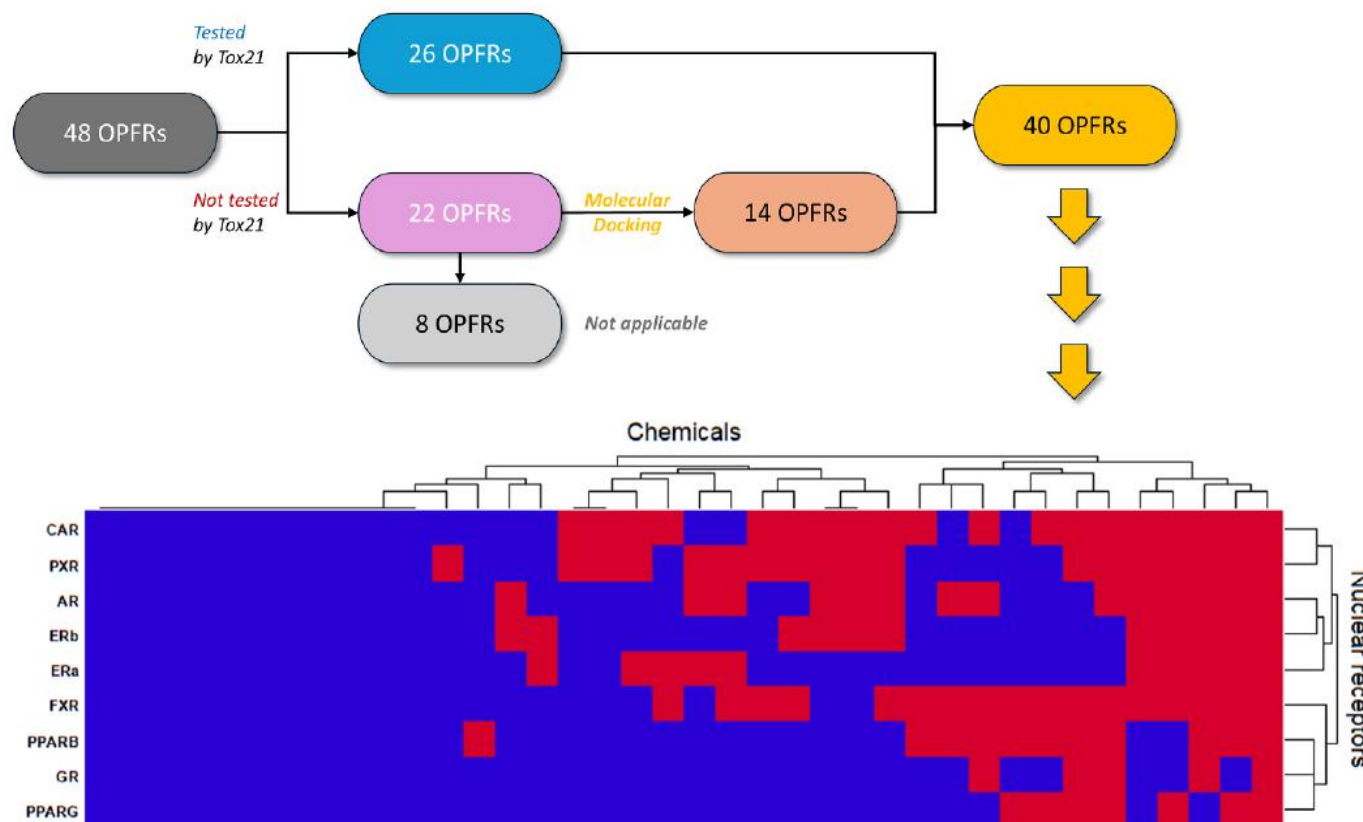 Tested
by Tox21
26 OPFRs
48 OPFRs
40 OPFRs
Not tested
by Tox21
22 OPFRs
Molecular
Docking
14 OPFRs
8 OPFRs
Not applicable
Chemicals
CAR
PXR
AR
ERb
ERa
FXR
PPARB
GR
PPARG
Nuclear receptors